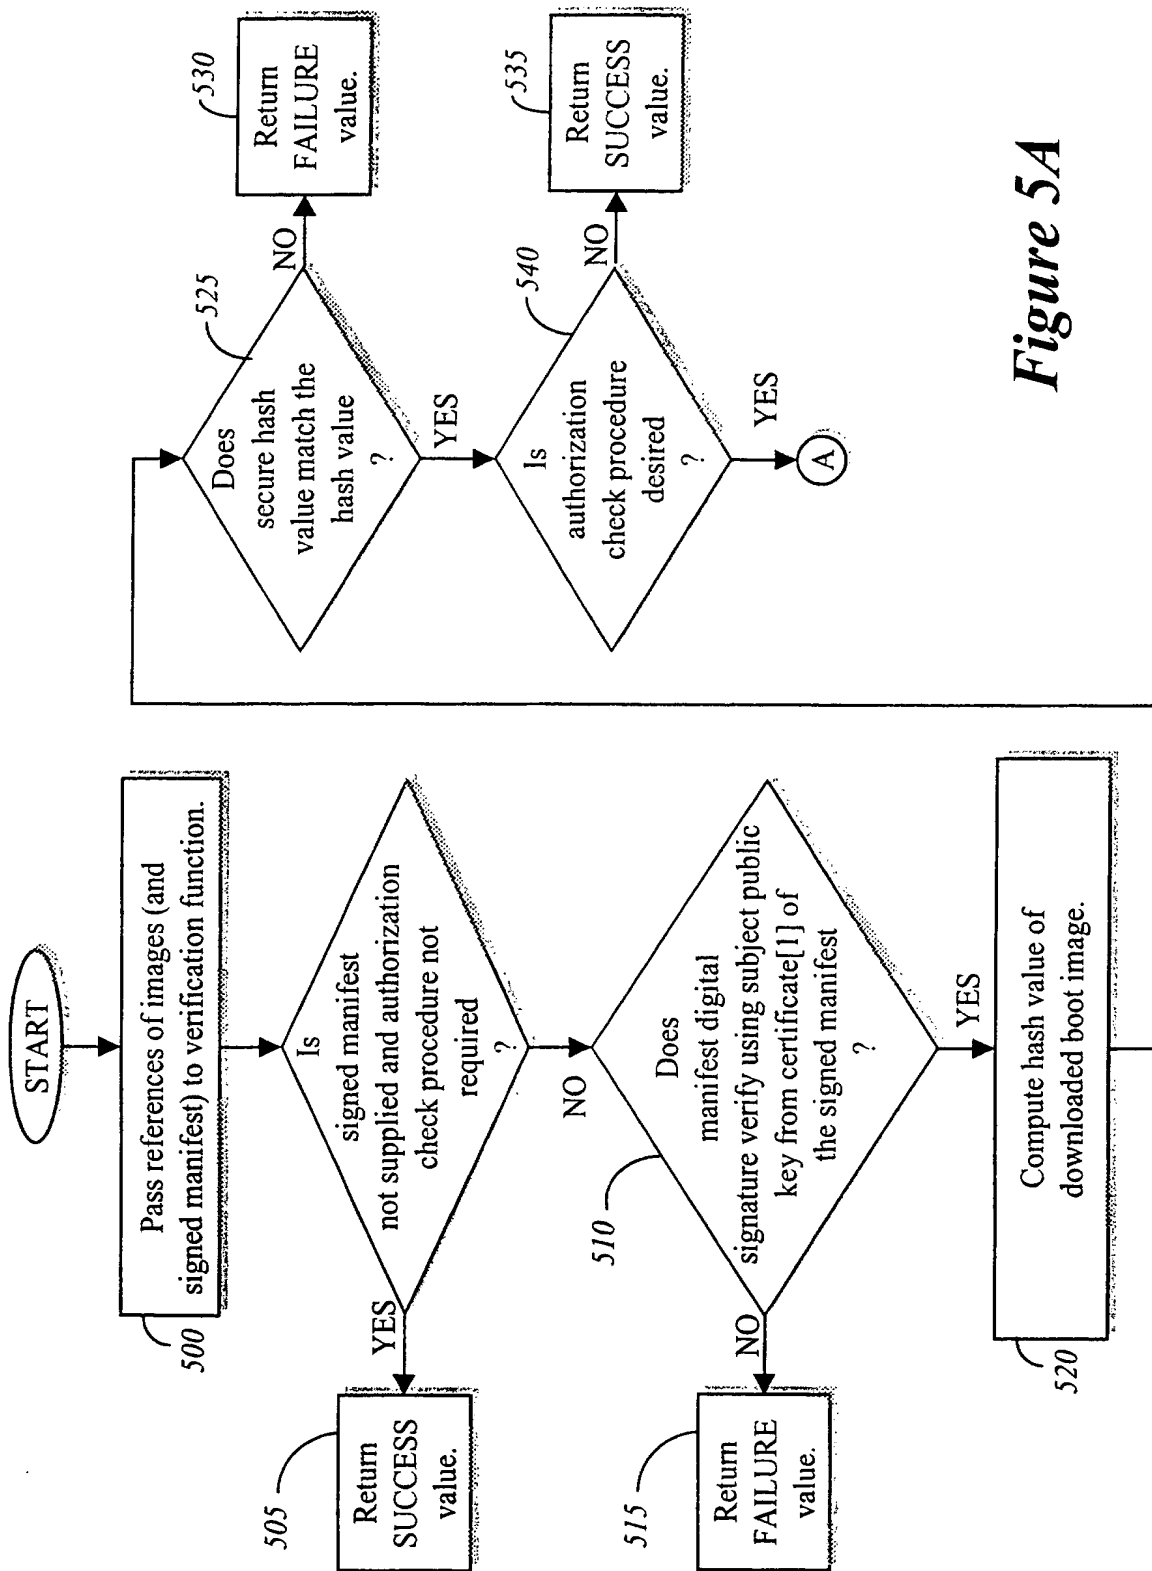 START
Pass references of images (and
signed manifest) to verification function.
500
Is
signed manifest
not supplied and authorization
check procedure not
required
?
YES
Return
SUCCESS
value.
505
NO
Does
manifest digital
signature verify using subject public
key from certificate[1] of
the signed manifest
?
510
NO
Return
FAILURE
value.
515
YES
Compute hash value of
downloaded boot image.
520
Does
secure hash
value match the
hash value
?
525
NO
Return
FAILURE
value.
530
YES
Is
authorization
check procedure
desired
?
540
NO
Return
SUCCESS
value.
535
YES
A
Figure 5A